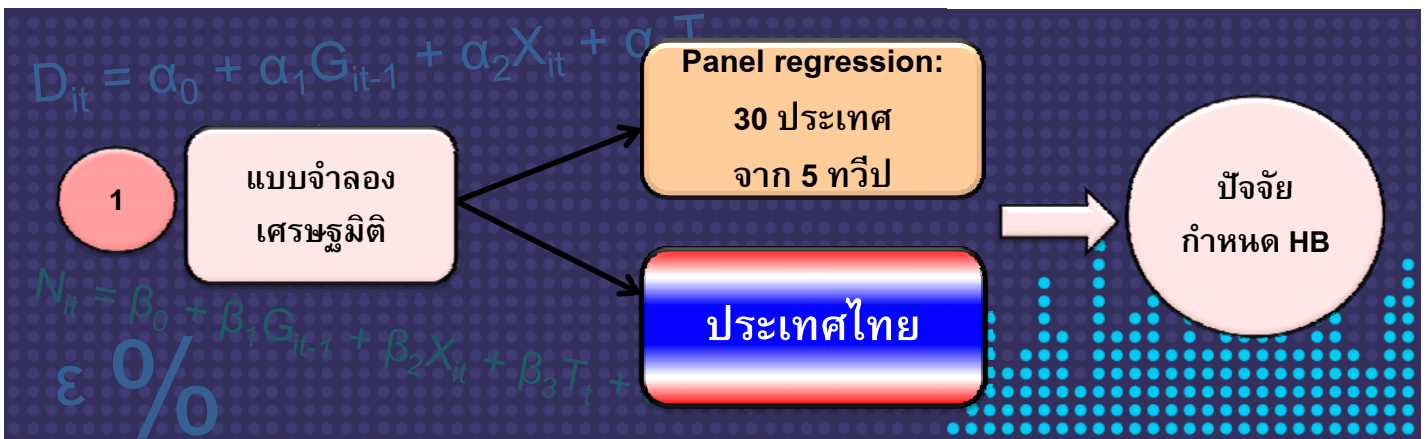 D_it = α_0 + α_1G_it-1 + α_2X_it + α
Panel regression:
30 ประเทศ
จาก 5 ทวีป
1
แบบจำลอง
เศรษฐมิติ
ปัจจัย
กำหนด HB
ประเทศไทย
N_it = β_0 + β_1G_it-1 + β_2X_it + β_3T_t +
ε %